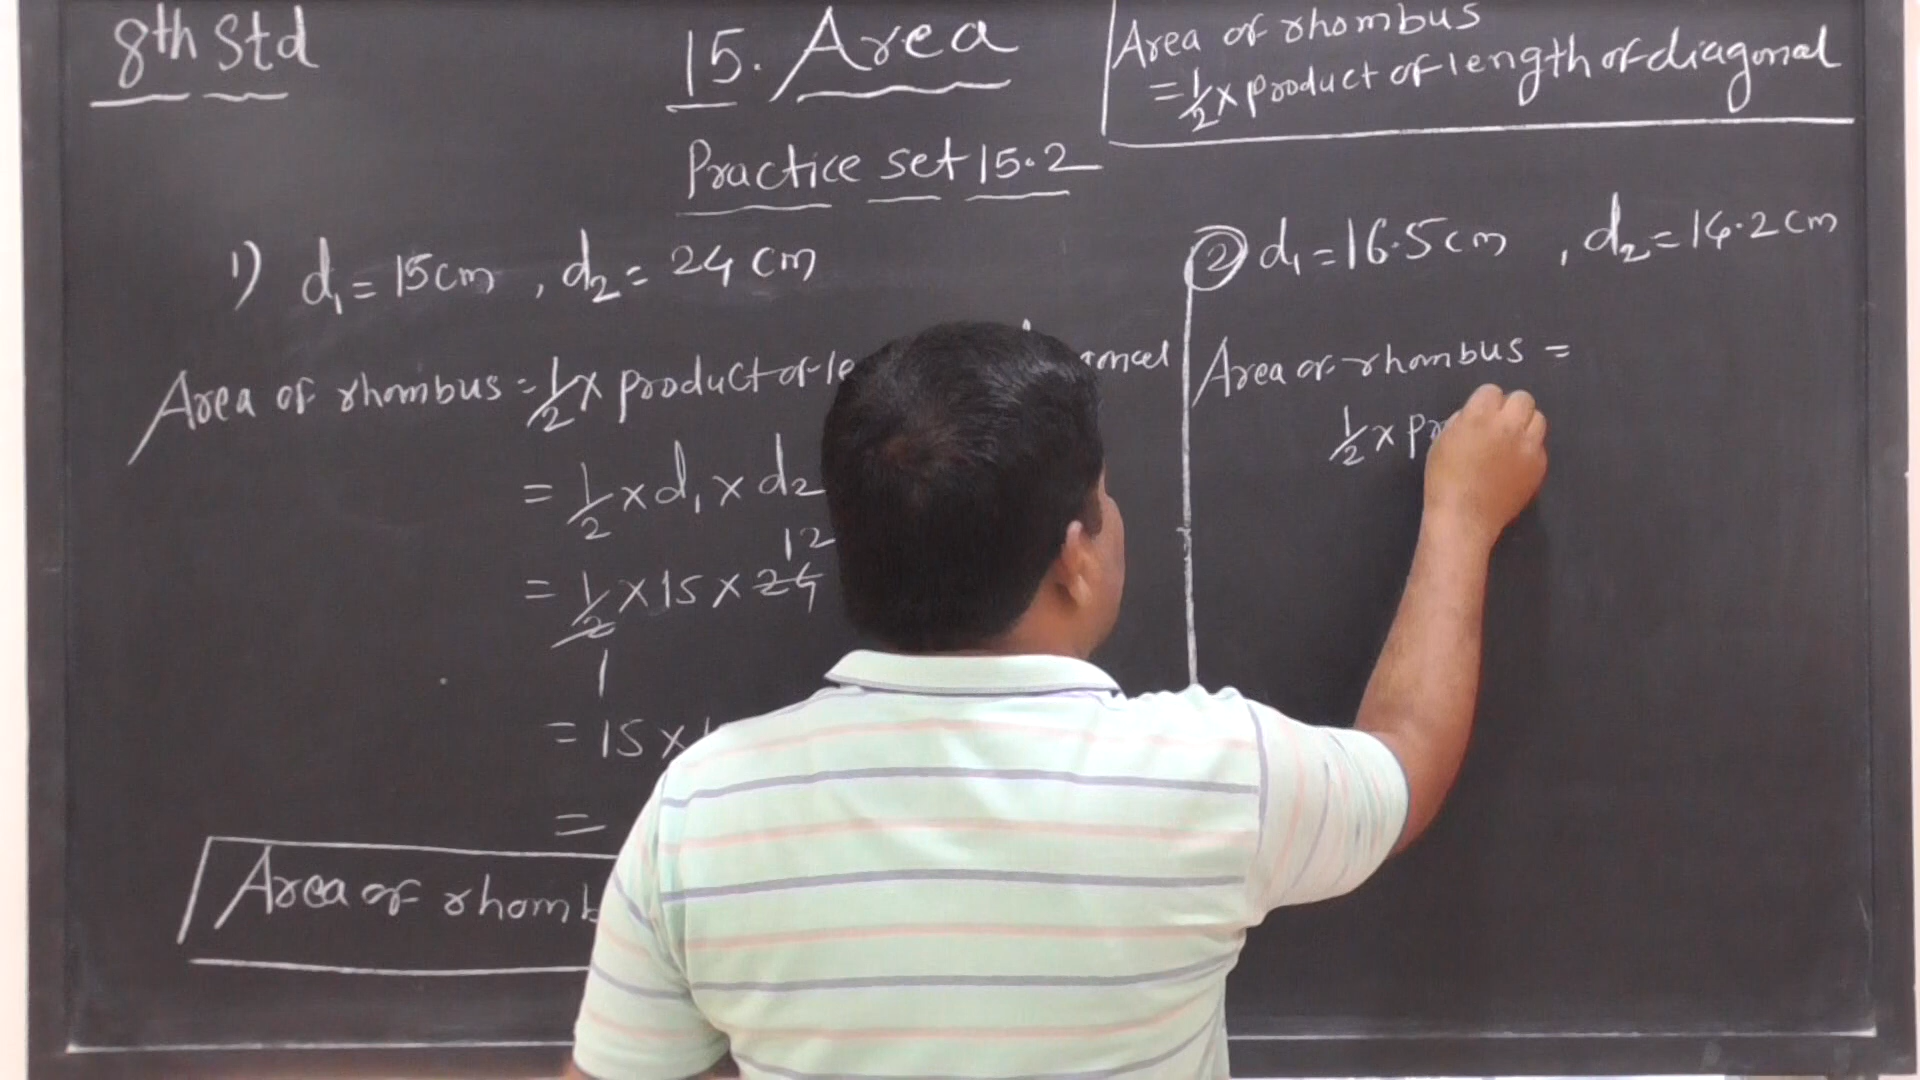 8th Std
15. Area
Area of rhombus
= 1/2 x product of length of diagonal
Practice set 15.2
1) d₁ = 15cm , d₂ = 24 cm
Area of rhombus = 1/2 x product of le
= 1/2 x d₁ x d₂
12
= 1/2 x 15 x 24
1
= 15 x
=
Area of rhomb
② d₁ = 16.5cm , d₂ = 14.2cm
Area of rhombus =
1/2 x pr